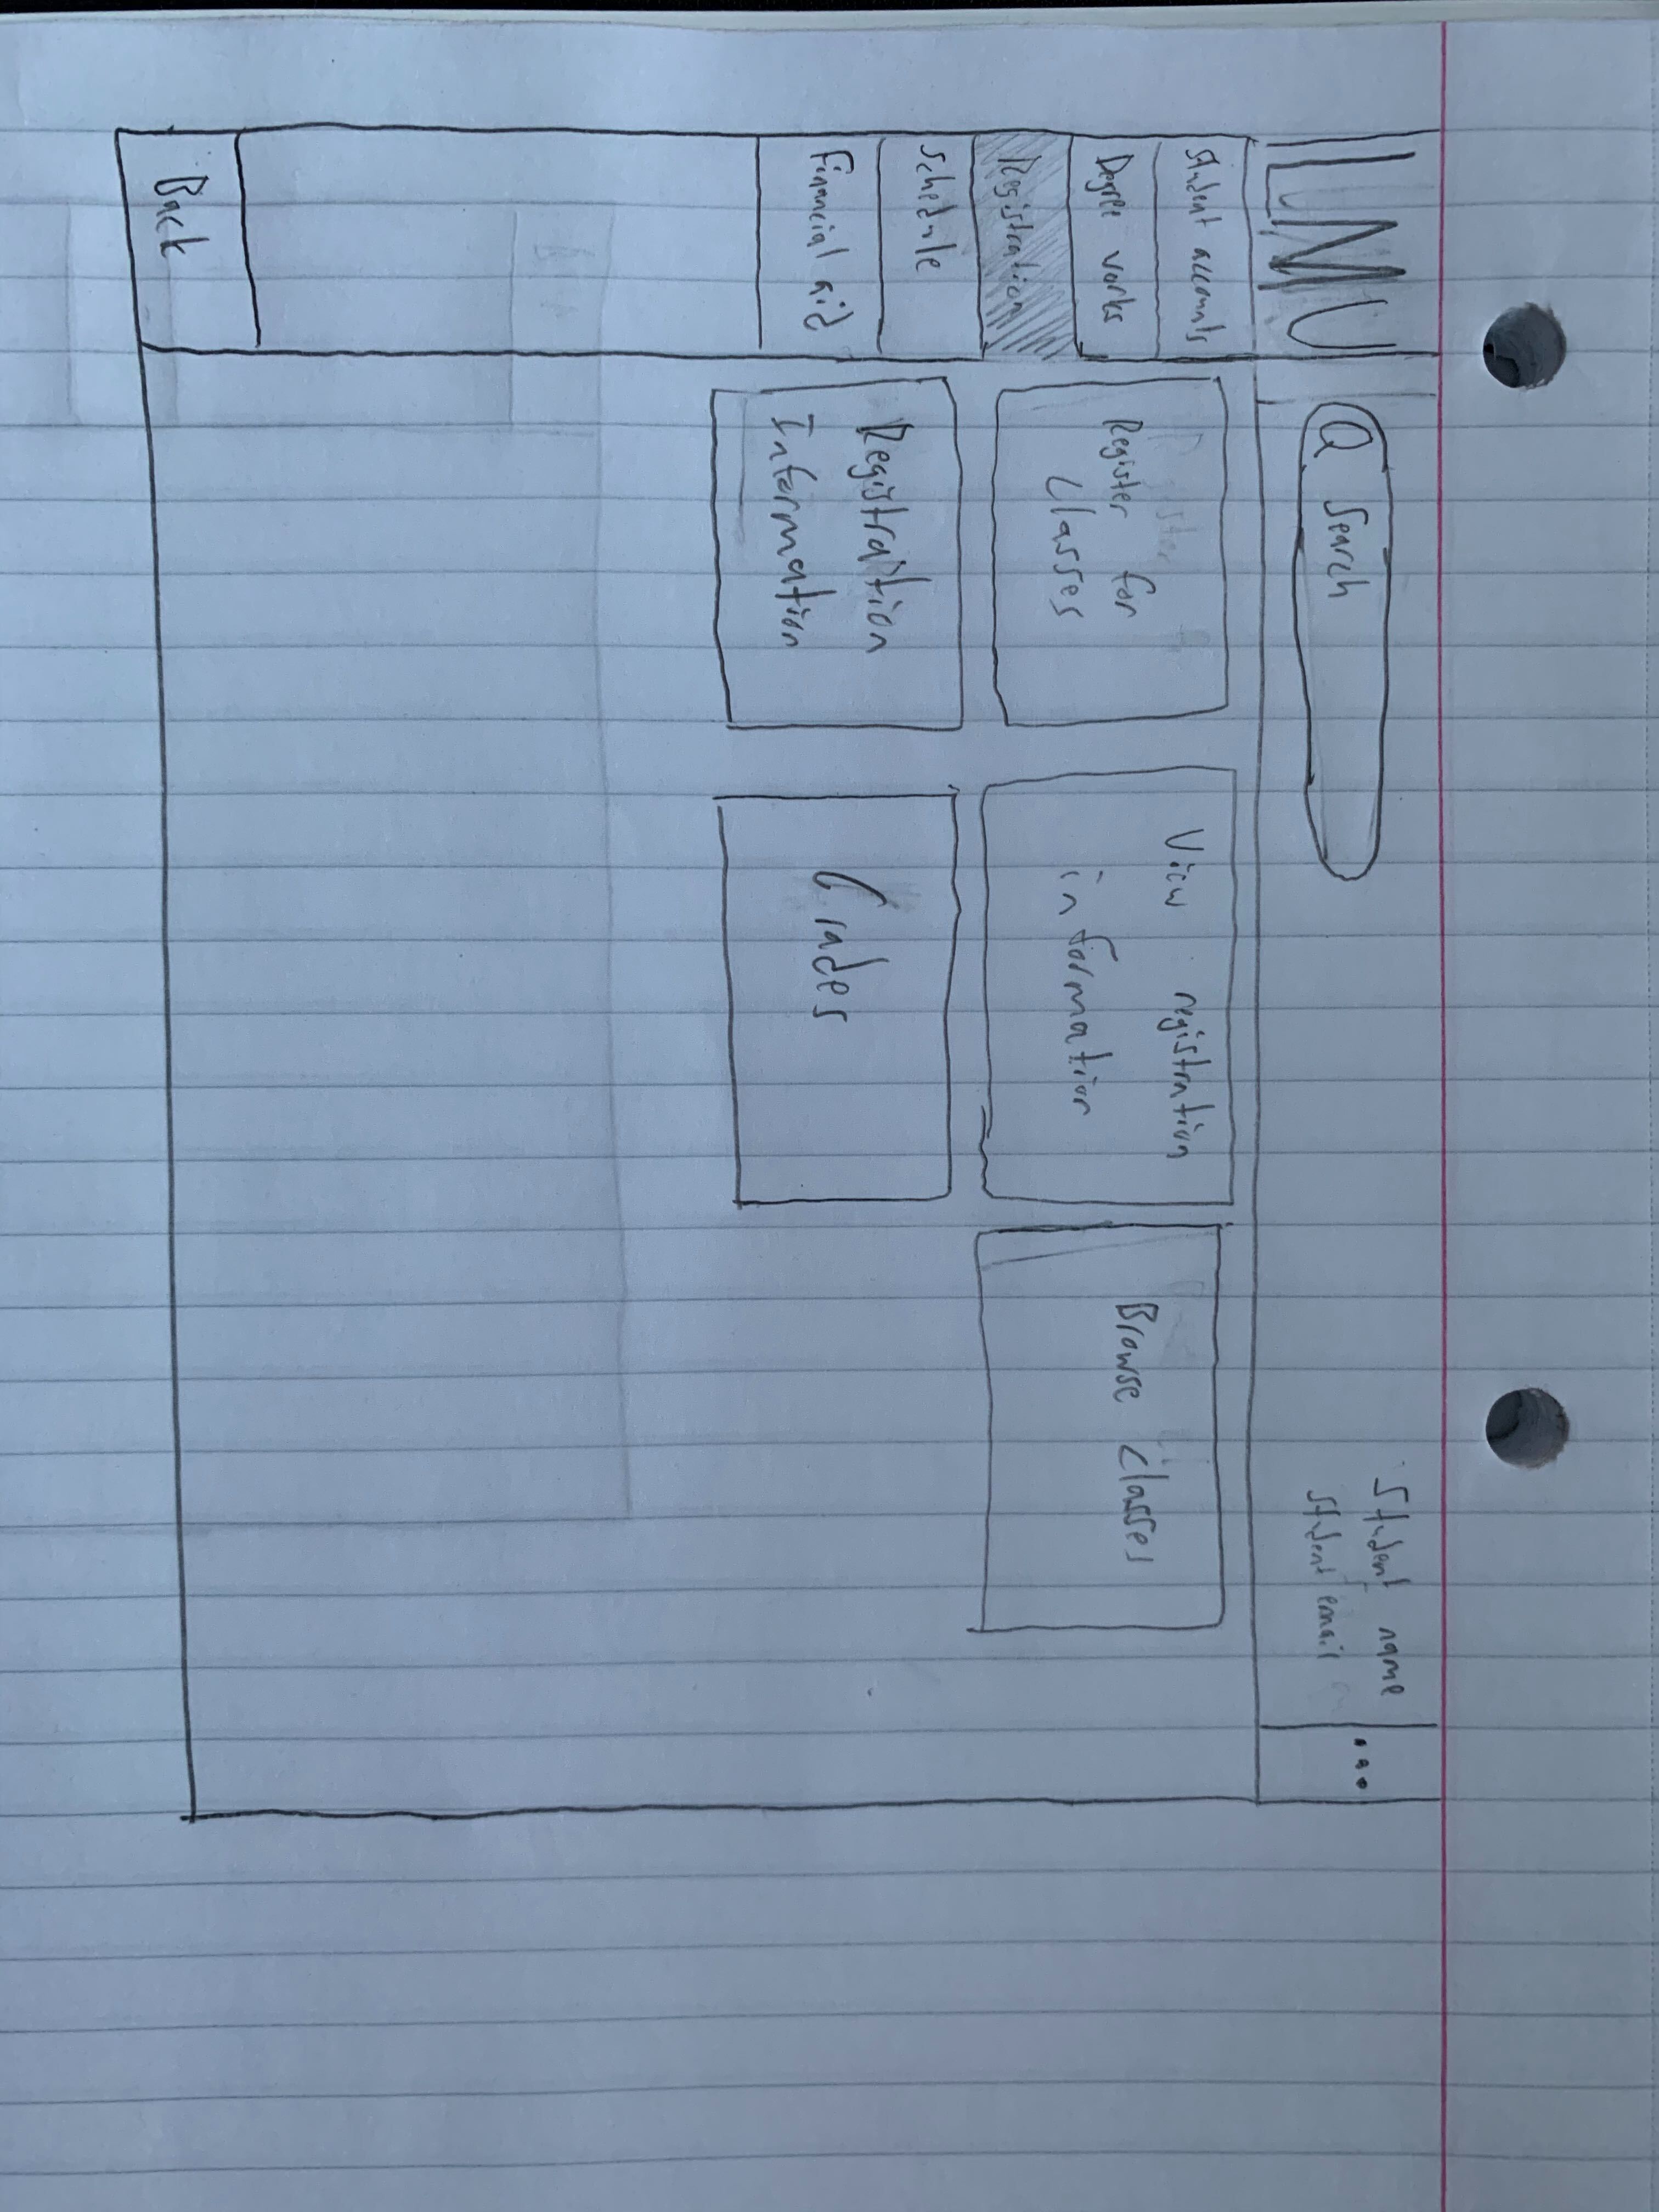 LMU
Search
Student name
Student email
...
Student accounts
Degree works
Registration
Schedule
Financial aid
Back
Register for
classes
View registration
information
Browse classes
Registration
Information
Grades